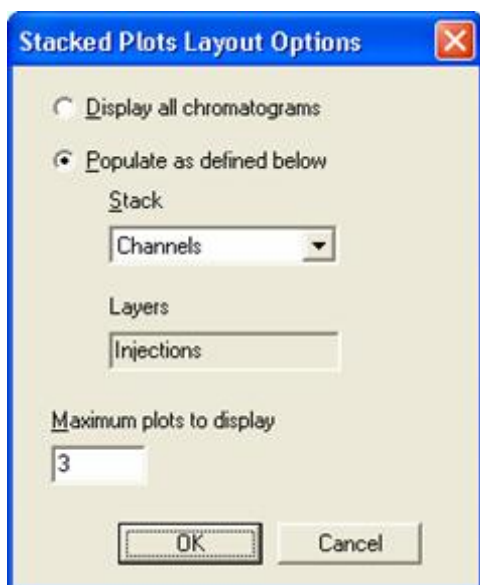 Stacked Plots Layout Options
Display all chromatograms
Populate as defined below
Stack
Channels
Layers
Injections
Maximum plots to display
3
OK Cancel